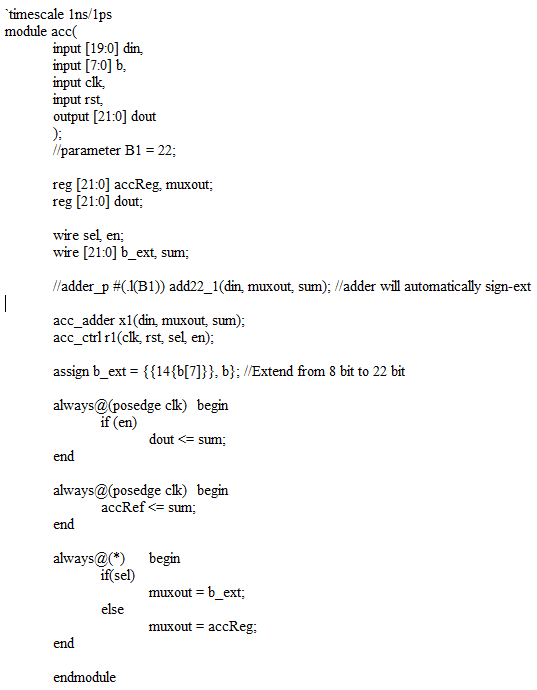 `timescale 1ns/1ps
module acc(
input [19:0] din,
input [7:0] b,
input clk,
input rst,
output [21:0] dout
);
//parameter B1 = 22;
reg [21:0] accReg, muxout;
reg [21:0] dout;
wire sel, en;
wire [21:0] b_ext, sum;
//adder_p #(.l(B1)) add22_1(din, muxout, sum); //adder will automatically sign-ext
acc_adder x1(din, muxout, sum);
acc_ctrl r1(clk, rst, sel, en);
assign b_ext = {{14{b[7]}}, b}; //Extend from 8 bit to 22 bit
always@(posedge clk) begin
if (en)
dout <= sum;
end
always@(posedge clk) begin
accRef <= sum;
end
always@(*) begin
if(sel)
muxout = b_ext;
else
muxout = accReg;
end
endmodule